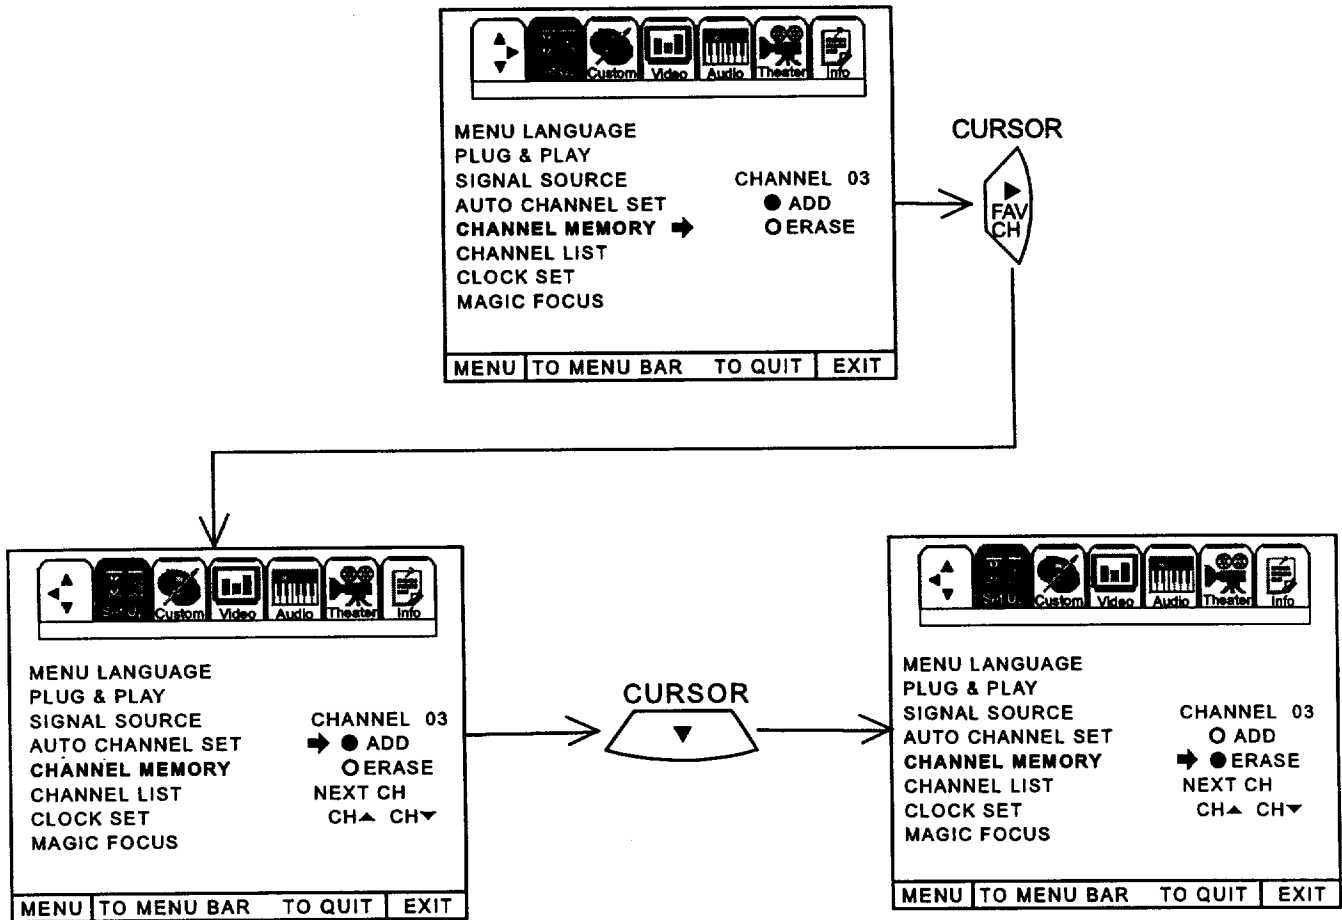 Custom Video Audio Theater Info
MENU LANGUAGE
PLUG & PLAY
SIGNAL SOURCE CHANNEL 03
AUTO CHANNEL SET ● ADD
CHANNEL MEMORY ➡ O ERASE
CHANNEL LIST
CLOCK SET
MAGIC FOCUS
MENU TO MENU BAR TO QUIT EXIT
CURSOR
▶
FAV
CH
Custom Video Audio Theater Info
MENU LANGUAGE
PLUG & PLAY
SIGNAL SOURCE CHANNEL 03
AUTO CHANNEL SET ➡ ● ADD
CHANNEL MEMORY O ERASE
CHANNEL LIST NEXT CH
CLOCK SET CH▲ CH▼
MAGIC FOCUS
MENU TO MENU BAR TO QUIT EXIT
CURSOR
▼
Custom Video Audio Theater Info
MENU LANGUAGE
PLUG & PLAY
SIGNAL SOURCE CHANNEL 03
AUTO CHANNEL SET O ADD
CHANNEL MEMORY ➡ ● ERASE
CHANNEL LIST NEXT CH
CLOCK SET CH▲ CH▼
MAGIC FOCUS
MENU TO MENU BAR TO QUIT EXIT